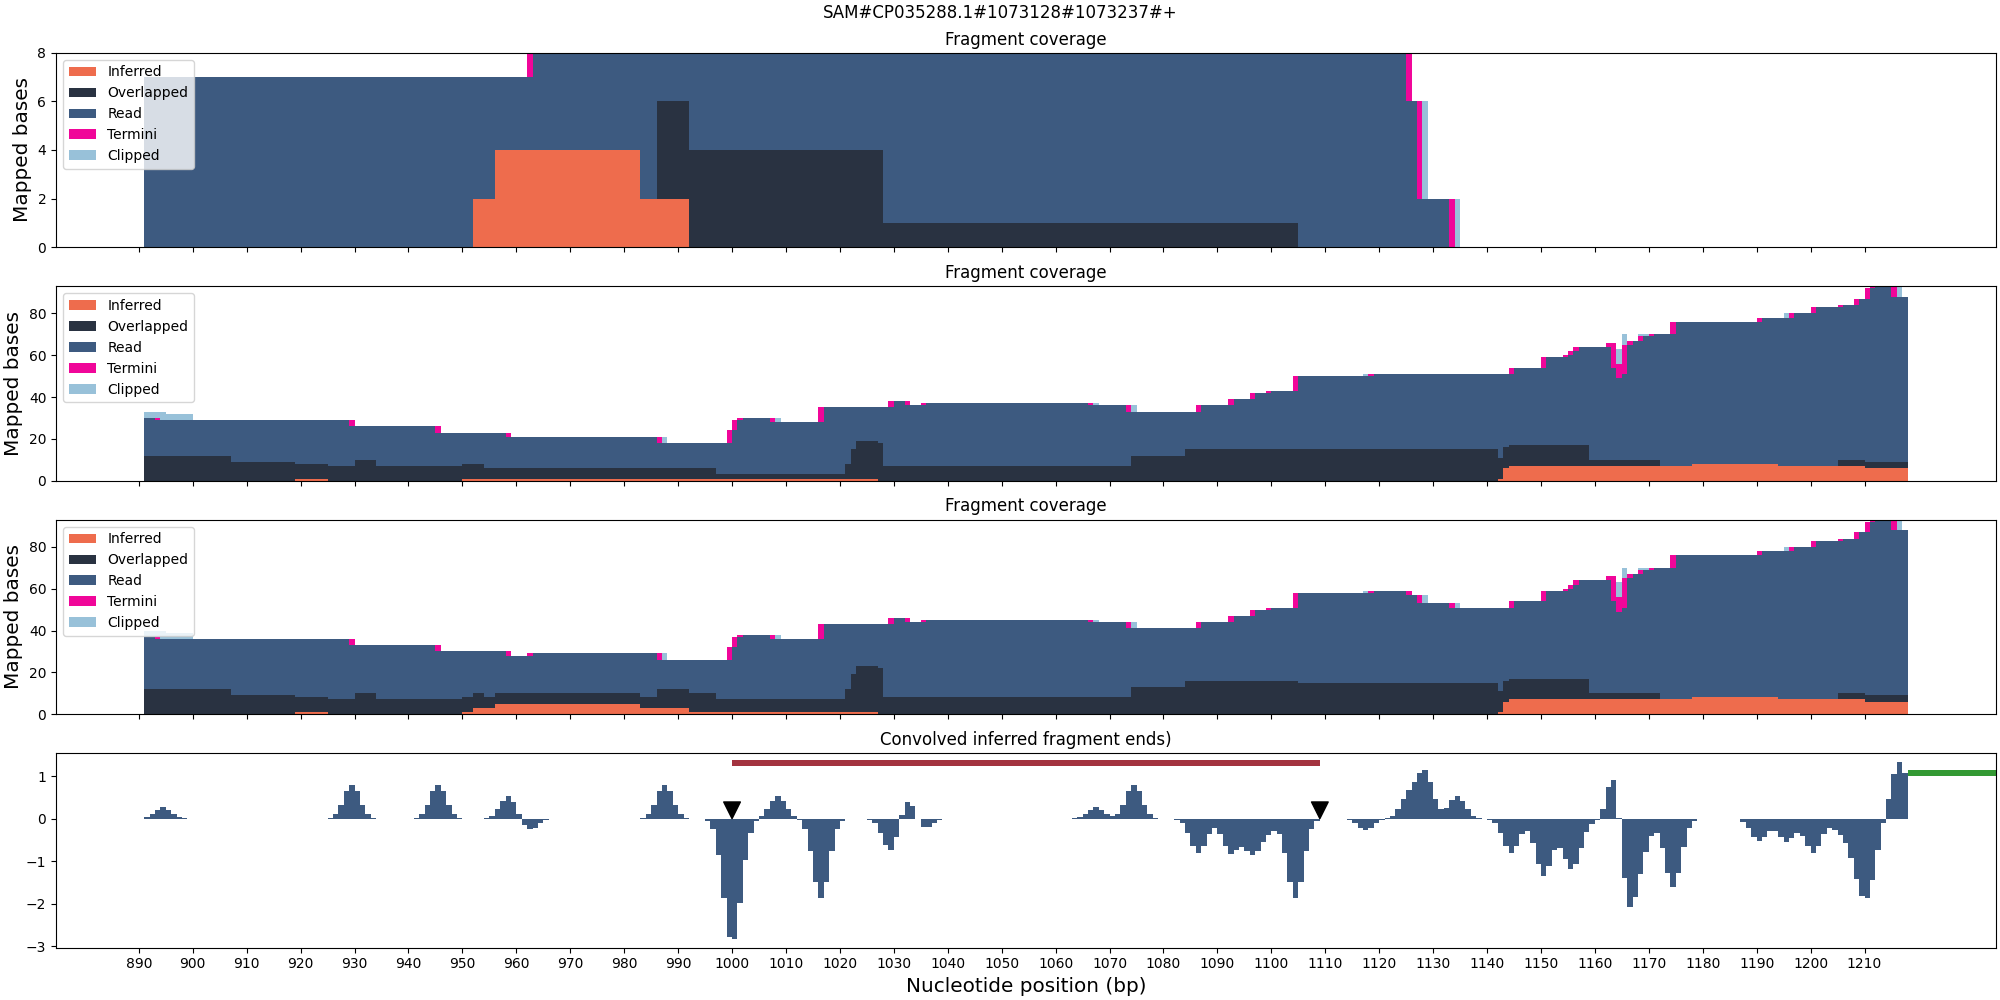 SAM#CP035288.1#1073128#1073237#+
Fragment coverage
Mapped bases
8
6
4
2
0
Inferred
Overlapped
Read
Termini
Clipped
Fragment coverage
Mapped bases
80
60
40
20
0
Inferred
Overlapped
Read
Termini
Clipped
Fragment coverage
Mapped bases
80
60
40
20
0
Inferred
Overlapped
Read
Termini
Clipped
Convolved inferred fragment ends)
1
0
−1
−2
−3
890 900 910 920 930 940 950 960 970 980 990 1000 1010 1020 1030 1040 1050 1060 1070 1080 1090 1100 1110 1120 1130 1140 1150 1160 1170 1180 1190 1200 1210
Nucleotide position (bp)